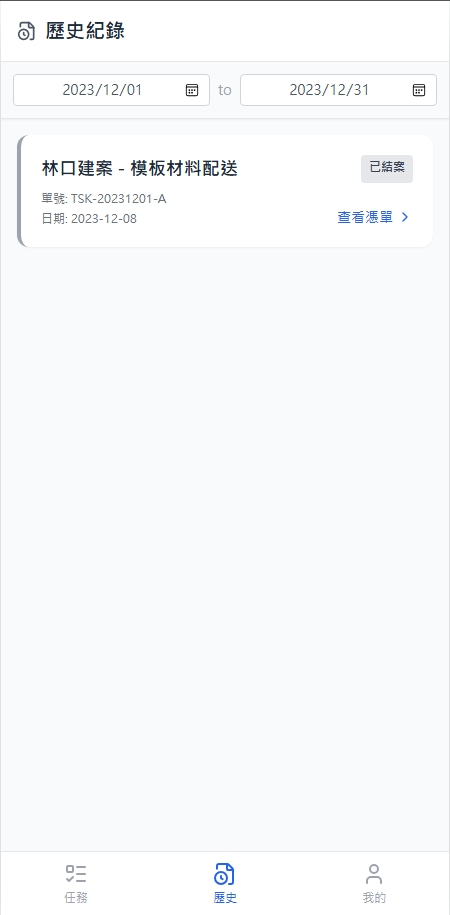 歷史紀錄
2023/12/01 to 2023/12/31
林口建案 - 模板材料配送 已結案
單號: TSK-20231201-A
日期: 2023-12-08 查看憑單
任務 歷史 我的